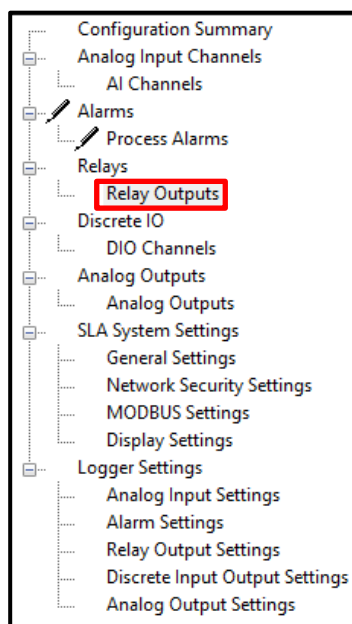 Configuration Summary
Analog Input Channels
AI Channels
Alarms
Process Alarms
Relays
Relay Outputs
Discrete IO
DIO Channels
Analog Outputs
Analog Outputs
SLA System Settings
General Settings
Network Security Settings
MODBUS Settings
Display Settings
Logger Settings
Analog Input Settings
Alarm Settings
Relay Output Settings
Discrete Input Output Settings
Analog Output Settings